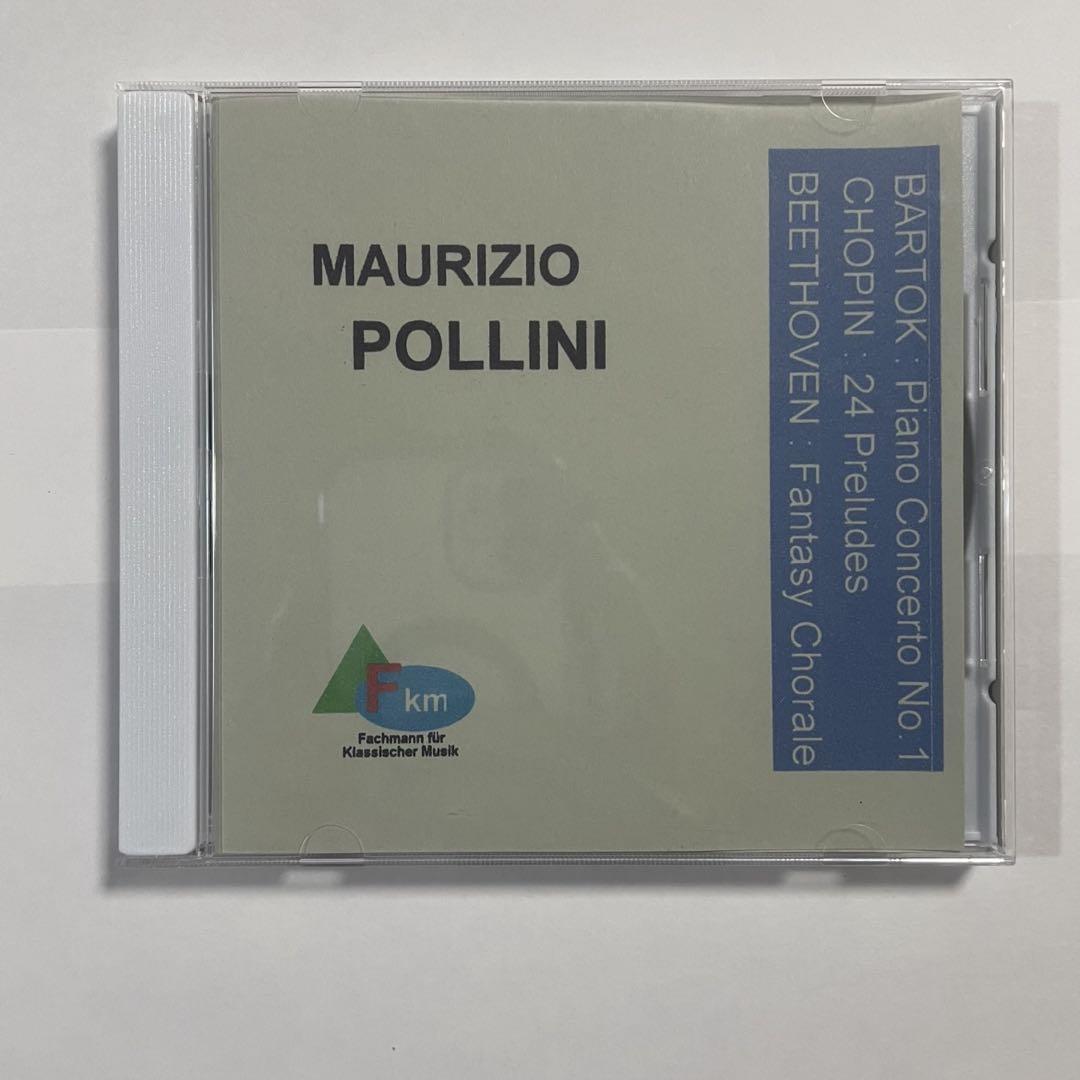 MAURIZIO
POLLINI
BARTOK : Piano Concerto No. 1
CHOPIN : 24 Preludes
BEETHOVEN : Fantasy Chorale
Fkm
Fachmann für
Klassischer Musik